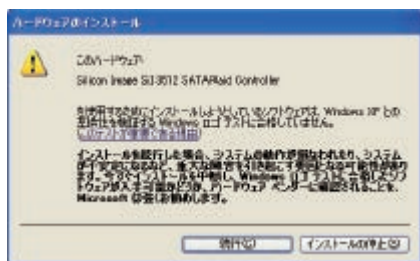 ハードウェアのインストール
このハードウェア:
Silicon Image SiI 3512 SATARaid Controller
を使用するためにインストールしようとしているソフトウェアは、Windows XP との
互換性を検証する Windows ロゴ テストに合格していません。
(このテストが重要である理由)
インストールを続行した場合、システムの動作が損なわれたり、システム
が不安定になるなど、重大な障害を引き起こす要因となる可能性があり
ます。今すぐインストールを中断し、Windows ロゴ テストに合格したソフ
トウェアが入手可能かどうか、ハードウェア ベンダーに確認されることを、
Microsoft は強くお勧めします。
続行(C)
インストールの停止(S)